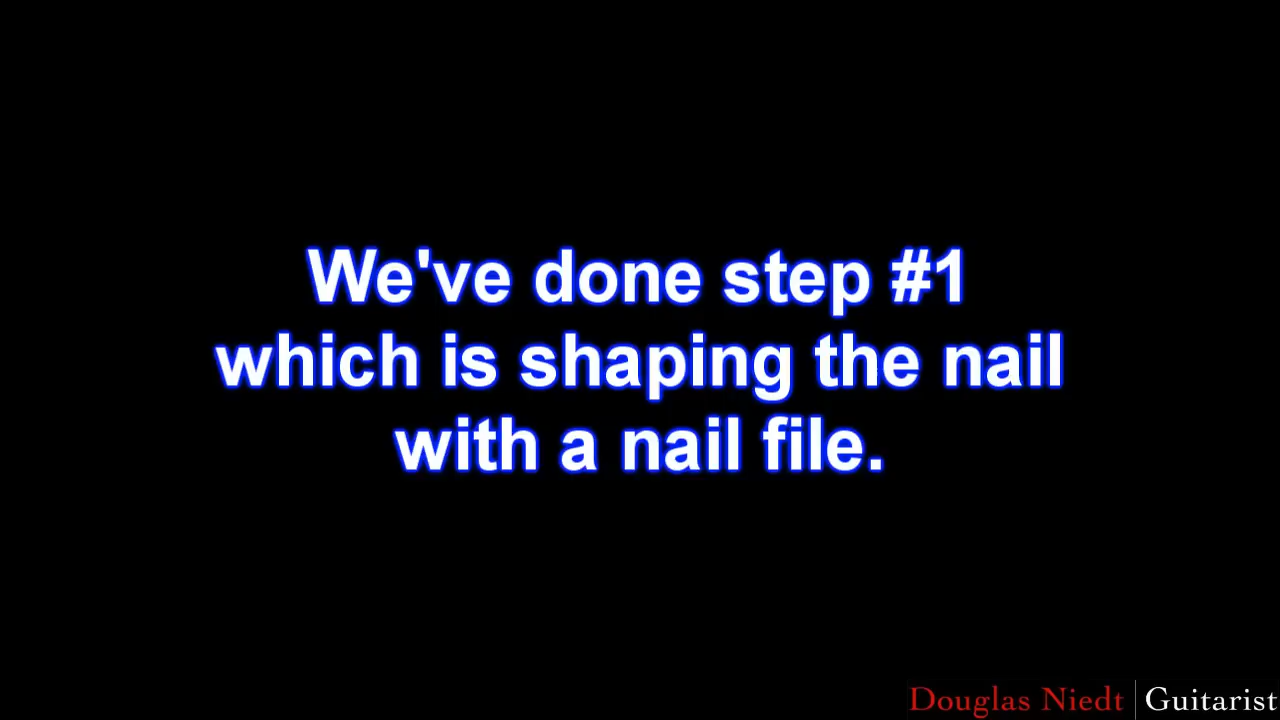 We've done step #1
which is shaping the nail
with a nail file.
Douglas Niedt | Guitarist